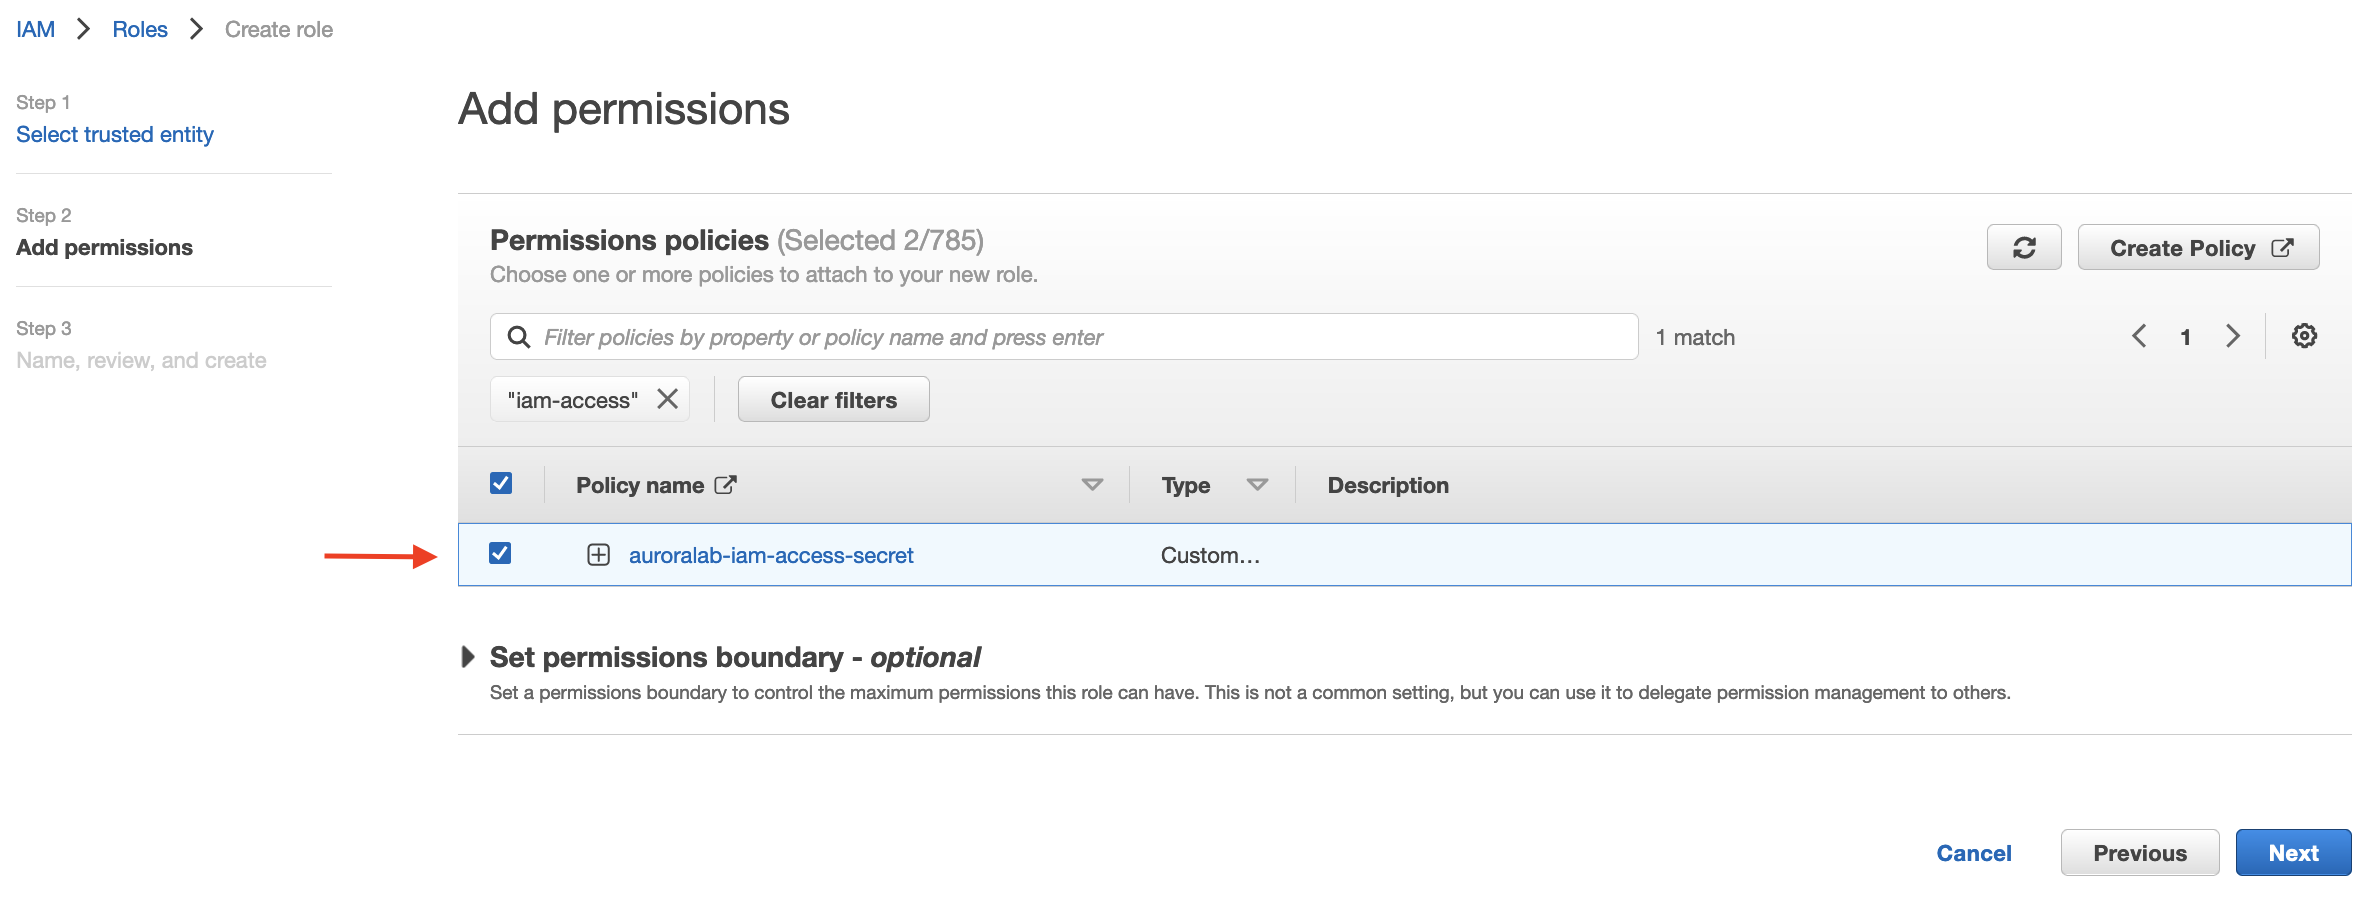 IAM Roles Create role
Step 1
Select trusted entity
Step 2
Add permissions
Step 3
Name, review, and create
Add permissions
Permissions policies (Selected 2/785)
Choose one or more policies to attach to your new role.
Create Policy
Filter policies by property or policy name and press enter
1 match
1
"iam-access"
Clear filters
Policy name Type Description
auroralab-iam-access-secret Custom...
Set permissions boundary - optional
Set a permissions boundary to control the maximum permissions this role can have. This is not a common setting, but you can use it to delegate permission management to others.
Cancel Previous Next